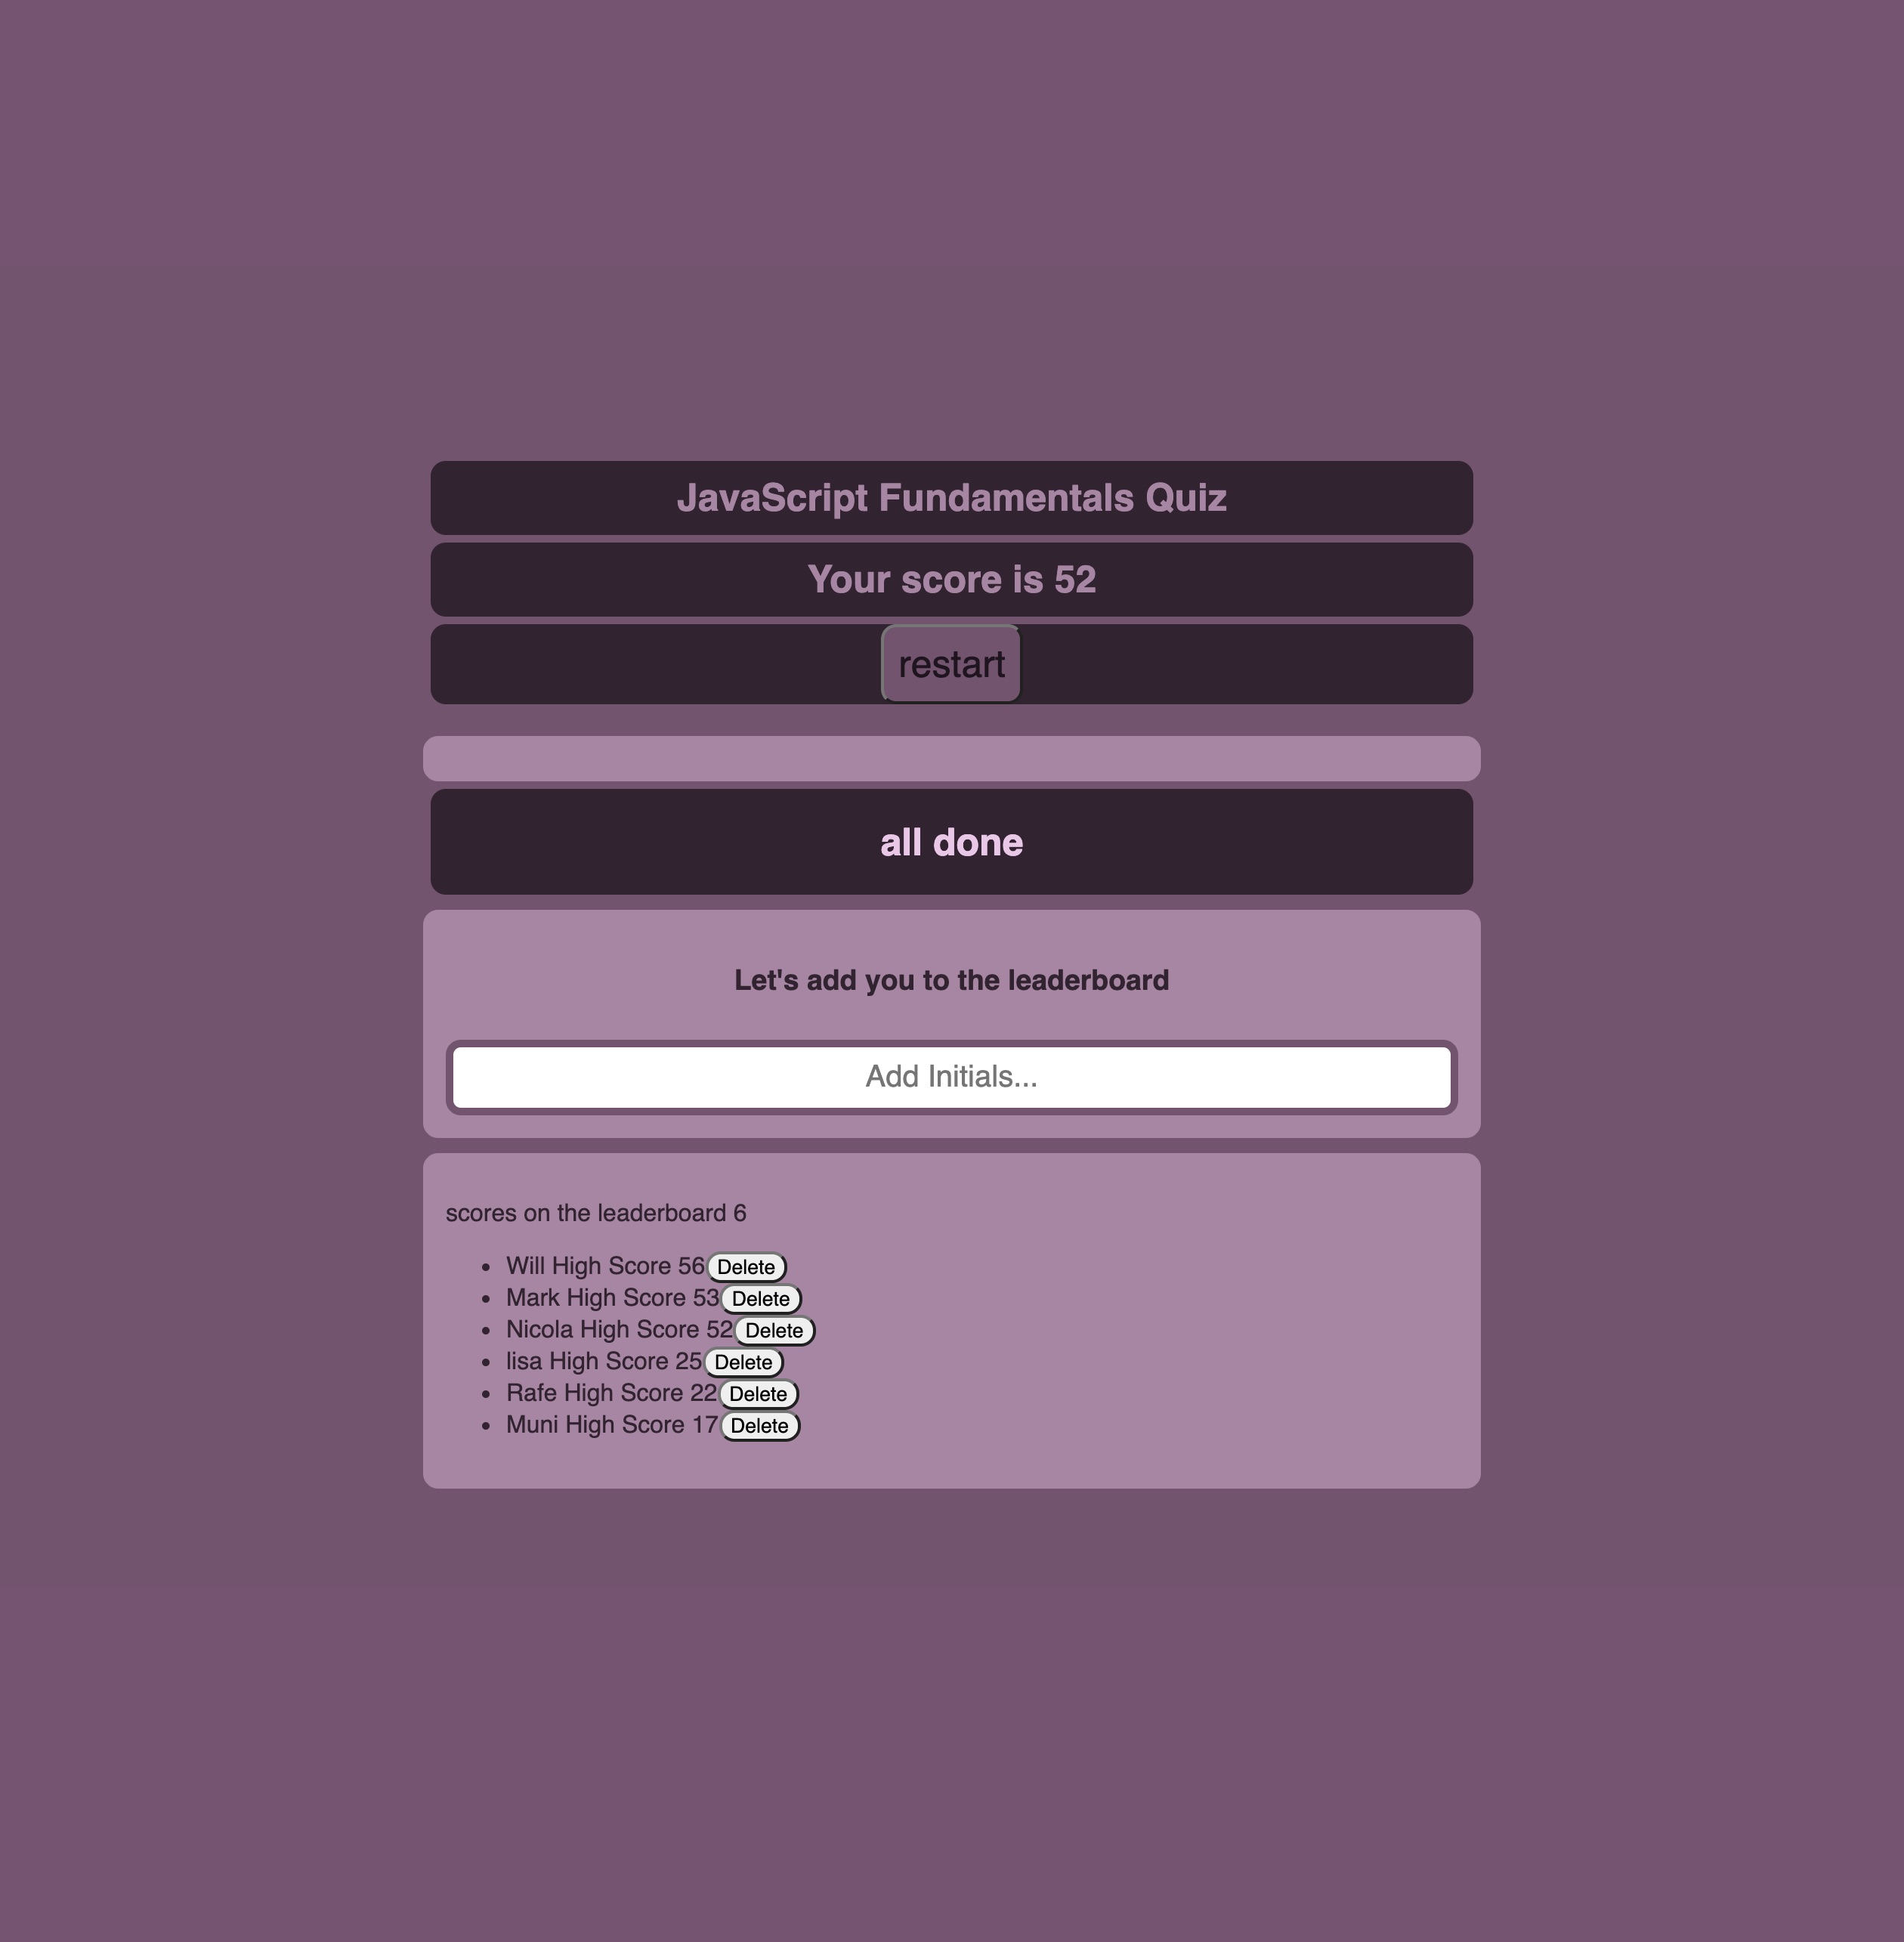 JavaScript Fundamentals Quiz
Your score is 52
restart
all done
Let's add you to the leaderboard
Add Initials...
scores on the leaderboard 6
• Will High Score 56 Delete
• Mark High Score 53 Delete
• Nicola High Score 52 Delete
• lisa High Score 25 Delete
• Rafe High Score 22 Delete
• Muni High Score 17 Delete